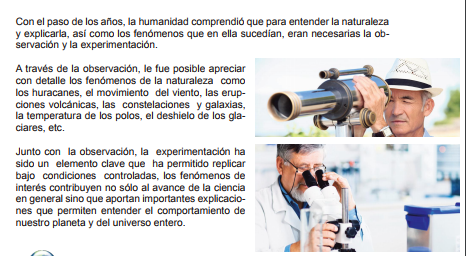 Con el paso de los años, la humanidad comprendió que para entender la naturaleza
y explicarla, así como los fenómenos que en ella sucedían, eran necesarias la ob-
servación y la experimentación.
A través de la observación, le fue posible apreciar
con detalle los fenómenos de la naturaleza como
los huracanes, el movimiento del viento, las erup-
ciones volcánicas, las constelaciones y galaxias,
la temperatura de los polos, el deshielo de los gla-
ciares, etc.
Junto con la observación, la experimentación ha
sido un elemento clave que ha permitido replicar
bajo condiciones controladas, los fenómenos de
interés contribuyen no sólo al avance de la ciencia
en general sino que aportan importantes explicacio-
nes que permiten entender el comportamiento de
nuestro planeta y del universo entero.